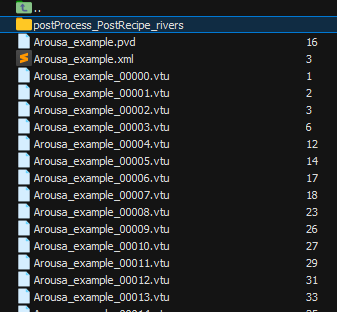 ..
postProcess_PostRecipe_rivers
Arousa_example.pvd 16
Arousa_example.xml 3
Arousa_example_00000.vtu 1
Arousa_example_00001.vtu 2
Arousa_example_00002.vtu 3
Arousa_example_00003.vtu 6
Arousa_example_00004.vtu 12
Arousa_example_00005.vtu 14
Arousa_example_00006.vtu 17
Arousa_example_00007.vtu 18
Arousa_example_00008.vtu 23
Arousa_example_00009.vtu 26
Arousa_example_00010.vtu 27
Arousa_example_00011.vtu 29
Arousa_example_00012.vtu 31
Arousa_example_00013.vtu 33